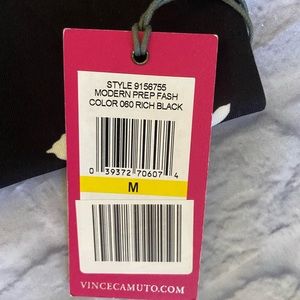 STYLE 9156755
MODERN PREP FASH
COLOR 060 RICH BLACK
0 39372 70607 4
M
VINCECAMUTO.COM